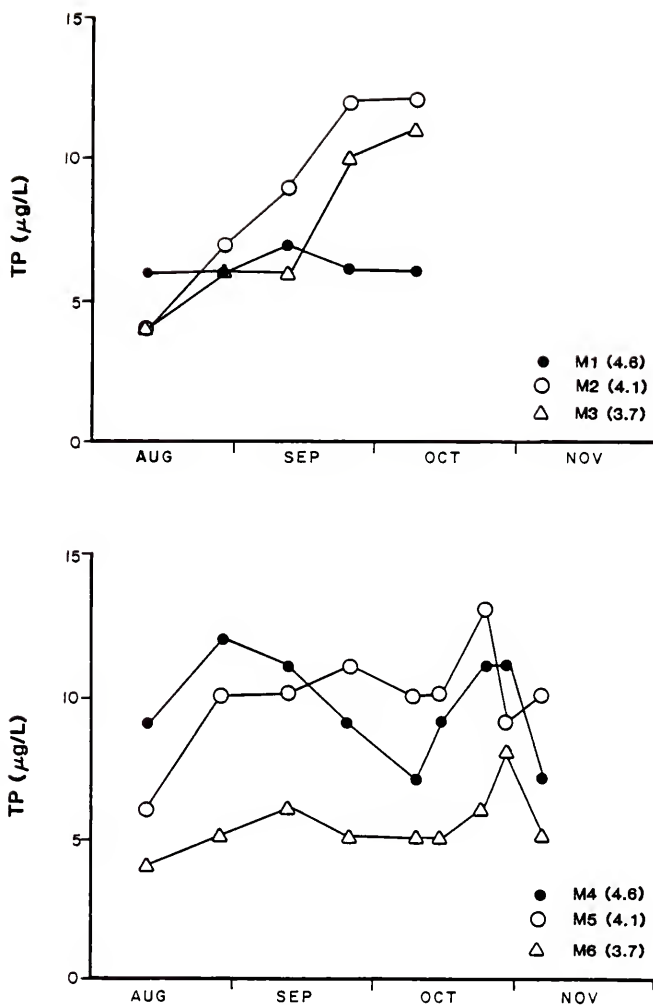 15
10
5
0
TP (μg/L)
● M1 (4.6)
○ M2 (4.1)
△ M3 (3.7)
AUG SEP OCT NOV
15
10
5
0
TP (μg/L)
● M4 (4.6)
○ M5 (4.1)
△ M6 (3.7)
AUG SEP OCT NOV